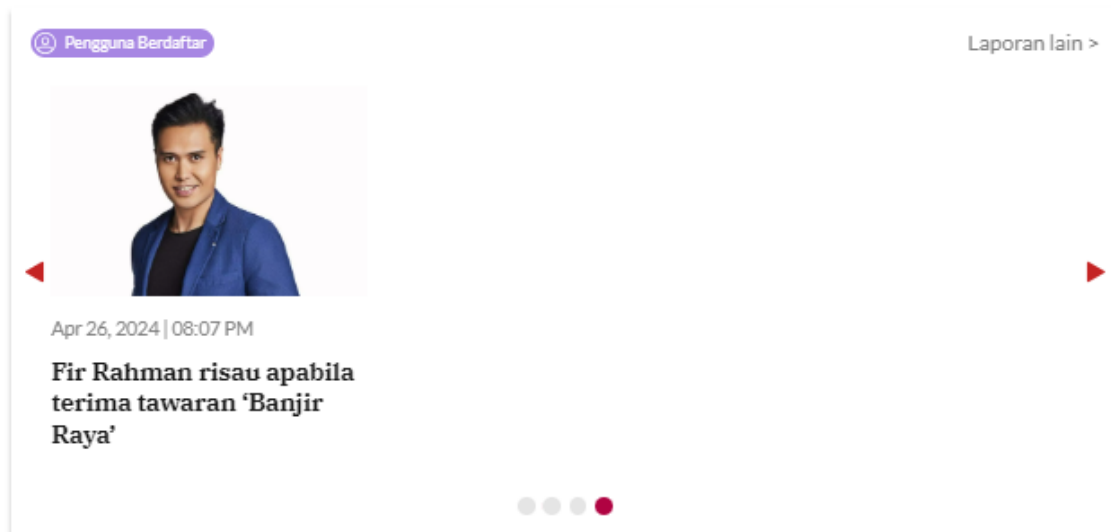 Pengguna Berdaftar
Laporan lain >
Apr 26, 2024 | 08:07 PM
Fir Rahman risau apabila
terima tawaran ‘Banjir
Raya’